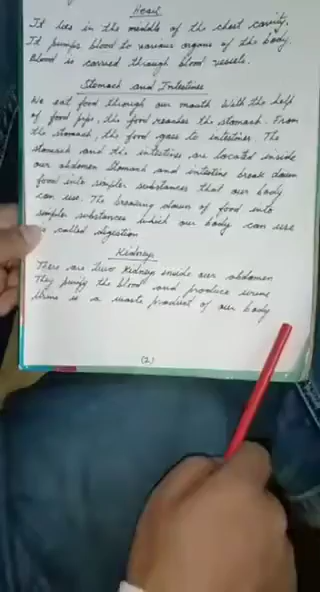 Heart
It lies in the middle of the chest cavity.
It pumps blood to various organs of the body.
Blood is carried through blood vessels.
Stomach and Intestines
We eat food through our mouth. With the help
of food pipe, the food reaches the stomach. From
the stomach, the food goes to intestines. The
stomach and the intestines are located inside
our abdomen Stomach and intestine break down
food into simpler substances that our body
can use. The breaking down of food into
simpler substances which our body can use
is called digestion
Kidneys
There are two kidneys inside our abdomen
They purify the blood and produce urine
Urine is a waste product of our body
(2)